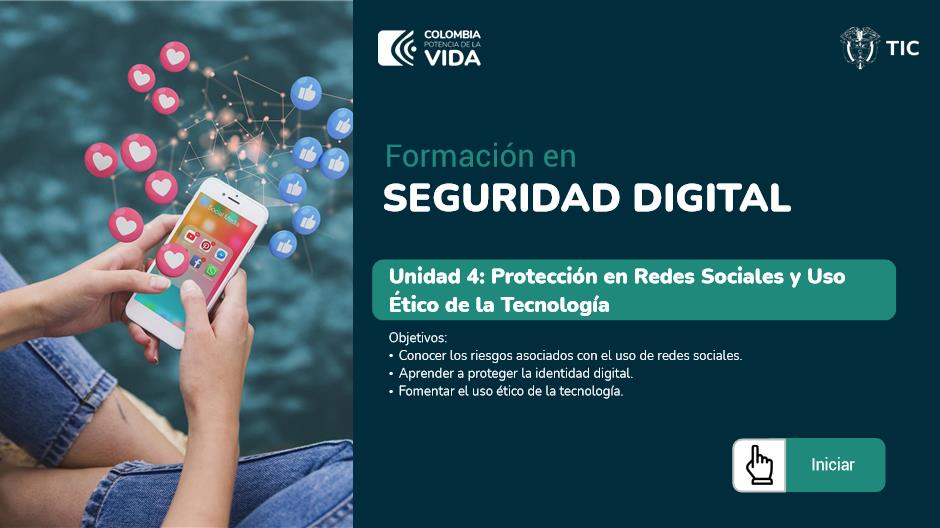 COLOMBIA
POTENCIA DE LA
VIDA
TIC
Formación en
SEGURIDAD DIGITAL
Social Media
Unidad 4: Protección en Redes Sociales y Uso
Ético de la Tecnología
Objetivos:
• Conocer los riesgos asociados con el uso de redes sociales.
• Aprender a proteger la identidad digital.
• Fomentar el uso ético de la tecnología.
Iniciar